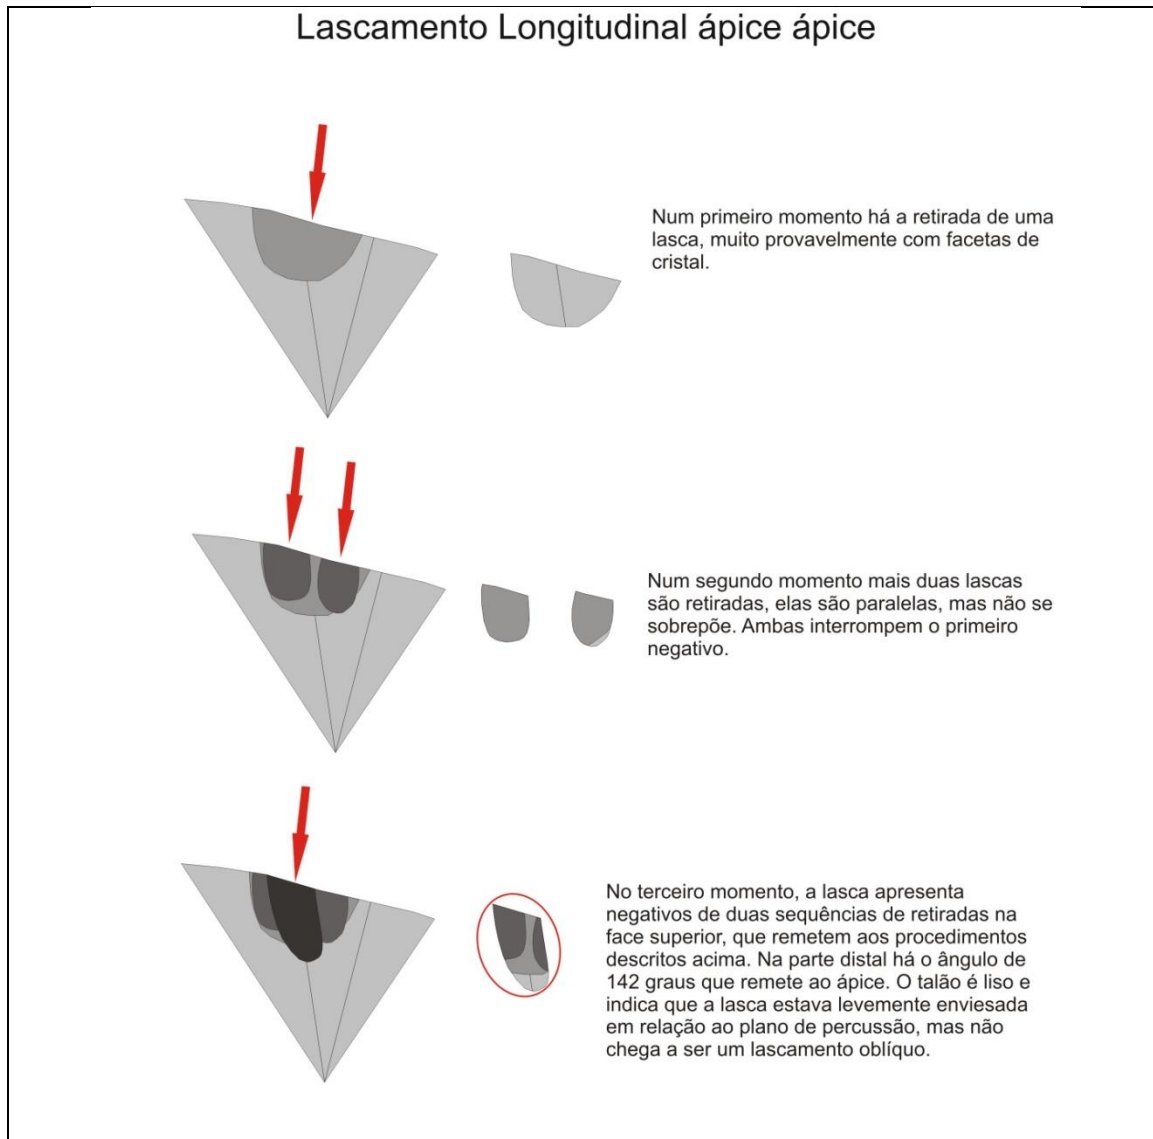 Lascamento Longitudinal ápice ápice
Num primeiro momento há a retirada de uma
lasca, muito provavelmente com facetas de
cristal.
Num segundo momento mais duas lascas
são retiradas, elas são paralelas, mas não se
sobrepõe. Ambas interrompem o primeiro
negativo.
No terceiro momento, a lasca apresenta
negativos de duas sequências de retiradas na
face superior, que remetem aos procedimentos
descritos acima. Na parte distal há o ângulo de
142 graus que remete ao ápice. O talão é liso e
indica que a lasca estava levemente enviesada
em relação ao plano de percussão, mas não
chega a ser um lascamento oblíquo.